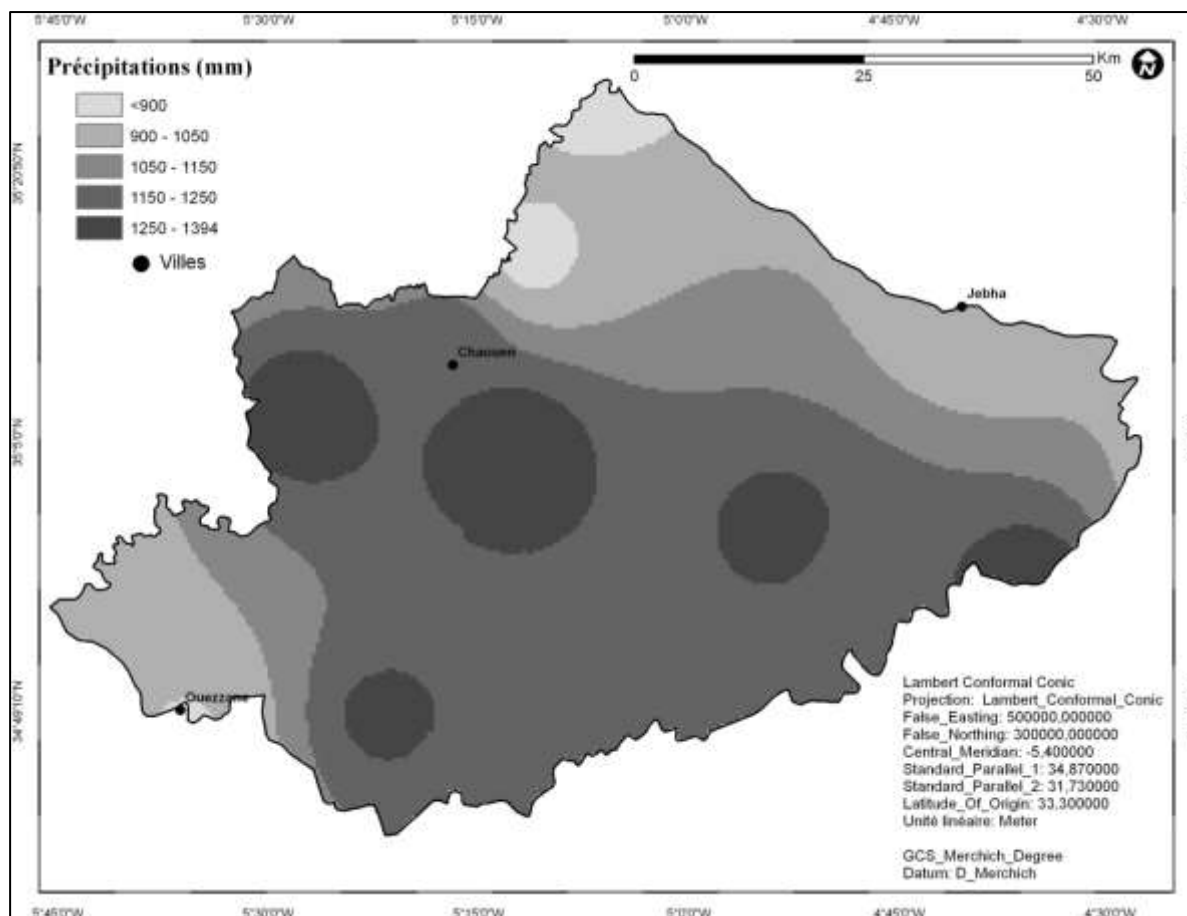 5°45'0"W 5°30'0"W 5°15'0"W 5°0'0"W 4°45'0"W 4°30'0"W
Précipitations (mm)
<900
900 - 1050
1050 - 1150
1150 - 1250
1250 - 1394
Villes
Km
0 25 50
N
35°20'50"N
35°5'0"N
34°49'10"N
Jebha
Chaouen
Ouezzane
Lambert Conformal Conic
Projection: Lambert_Conformal_Conic
False_Easting: 500000,000000
False_Northing: 300000,000000
Central_Meridian: -5,400000
Standard_Parallel_1: 34,870000
Standard_Parallel_2: 31,730000
Latitude_Of_Origin: 33,300000
Unité linéaire: Meter
GCS_Merchich_Degree
Datum: D_Merchich
5°45'0"W 5°30'0"W 5°15'0"W 5°0'0"W 4°45'0"W 4°30'0"W